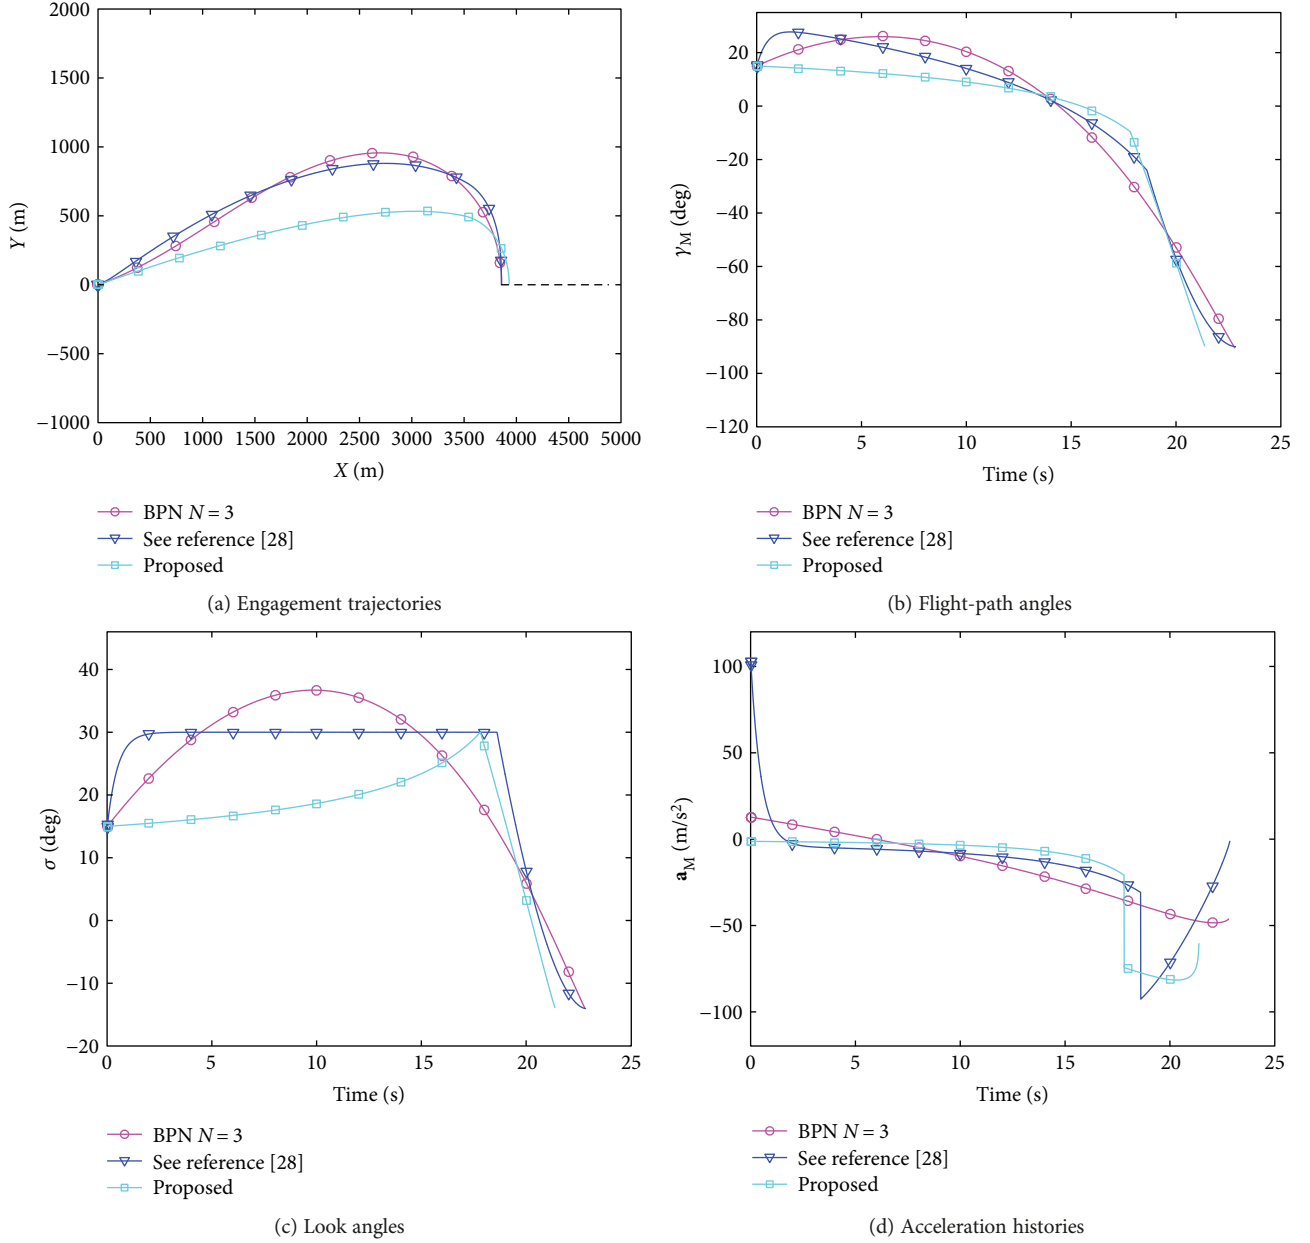 2000
1500
1000
500
0
−500
−1000
Y (m)
0 500 1000 1500 2000 2500 3000 3500 4000 4500 5000
X (m)
BPN N = 3
See reference [28]
Proposed
(a) Engagement trajectories
20
0
−20
−40
−60
−80
−100
−120
γM (deg)
0 5 10 15 20 25
Time (s)
BPN N = 3
See reference [28]
Proposed
(b) Flight-path angles
40
30
20
10
0
−10
−20
σ (deg)
0 5 10 15 20 25
Time (s)
BPN N = 3
See reference [28]
Proposed
(c) Look angles
100
50
0
−50
−100
aM (m/s²)
0 5 10 15 20 25
Time (s)
BPN N = 3
See reference [28]
Proposed
(d) Acceleration histories